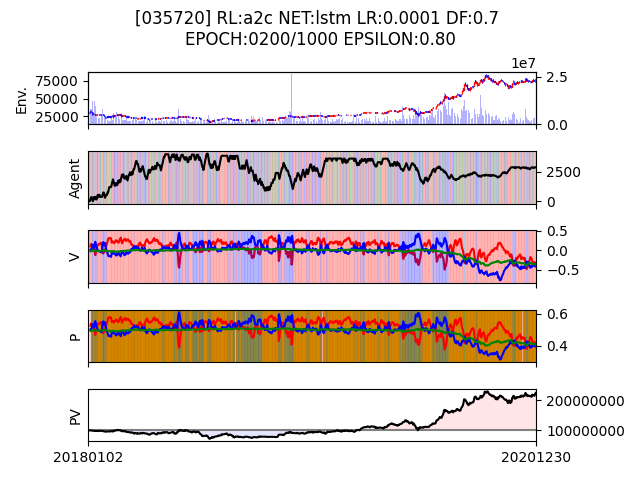 [035720] RL:a2c NET:lstm LR:0.0001 DF:0.7
EPOCH:0200/1000 EPSILON:0.80
1e7
Env.
75000
50000
25000
2.5
0.0
Agent
2500
0
V
0.5
0.0
−0.5
P
0.6
0.4
PV
200000000
100000000
20180102
20201230